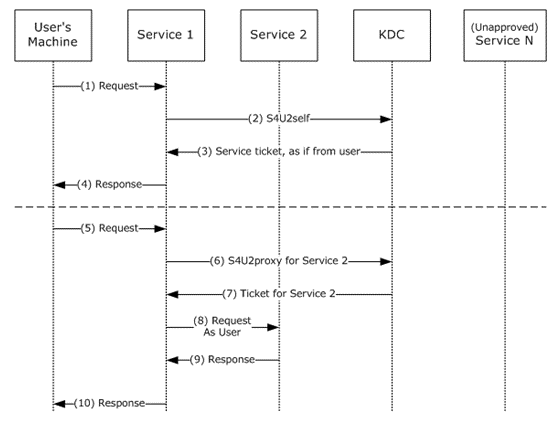 User's
Machine
Service 1
Service 2
KDC
(Unapproved)
Service N
(1) Request
(2) S4U2self
(3) Service ticket, as if from user
(4) Response
(5) Request
(6) S4U2proxy for Service 2
(7) Ticket for Service 2
(8) Request
As User
(9) Response
(10) Response